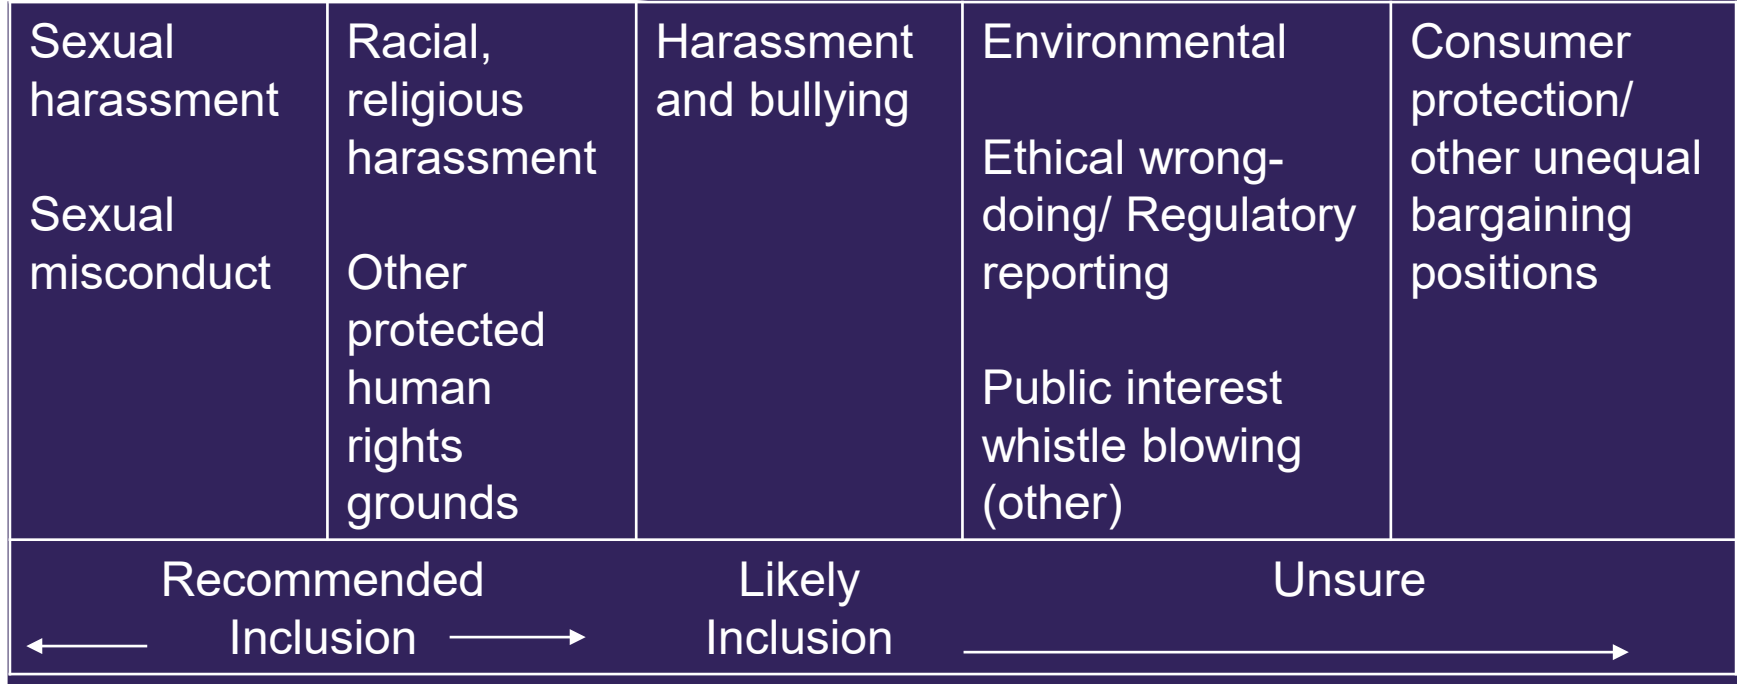 Sexual
harassment
Sexual
misconduct
Racial,
religious
harassment
Other
protected
human
rights
grounds
Harassment
and bullying
Environmental
Ethical wrong-
doing/ Regulatory
reporting
Public interest
whistle blowing
(other)
Consumer
protection/
other unequal
bargaining
positions
Recommended
Inclusion
Likely
Inclusion
Unsure